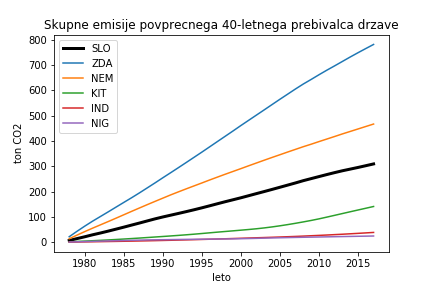 Skupne emisije povprecnega 40-letnega prebivalca drzave
800
700
600
500
400
300
200
100
0
ton CO2
SLO
ZDA
NEM
KIT
IND
NIG
1980 1985 1990 1995 2000 2005 2010 2015
leto